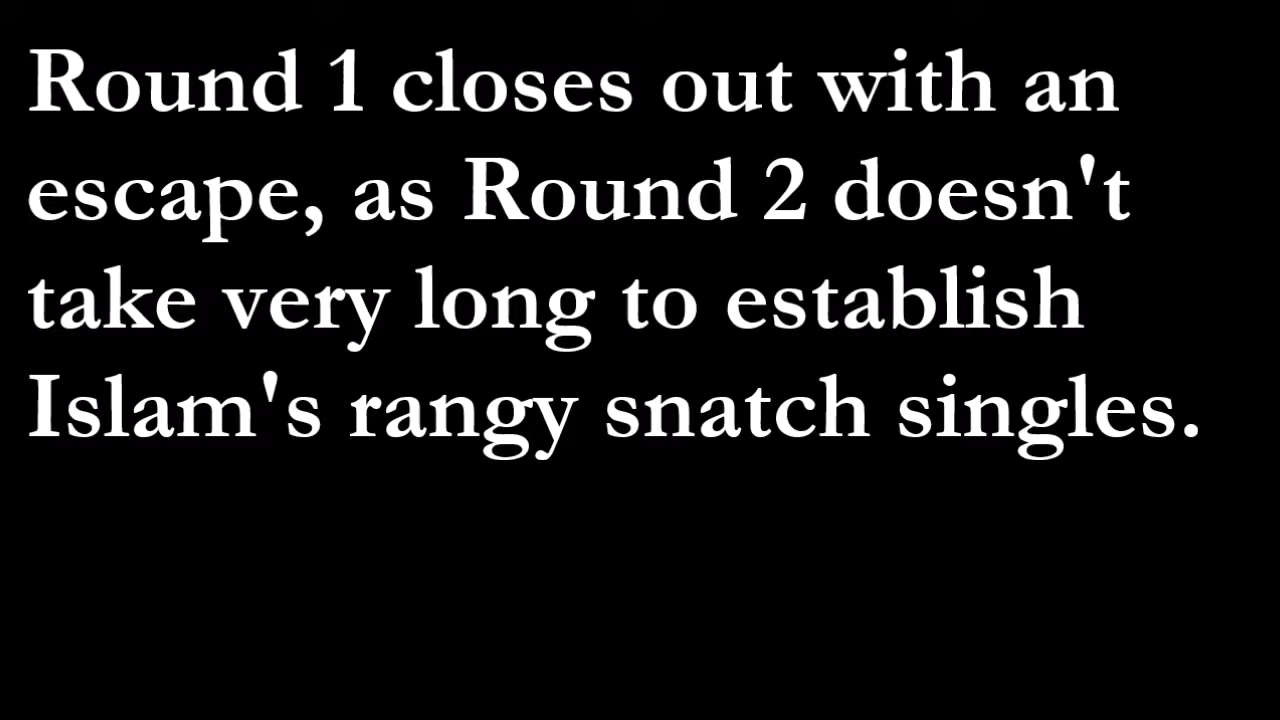 Round 1 closes out with an
escape, as Round 2 doesn't
take very long to establish
Islam's rangy snatch singles.